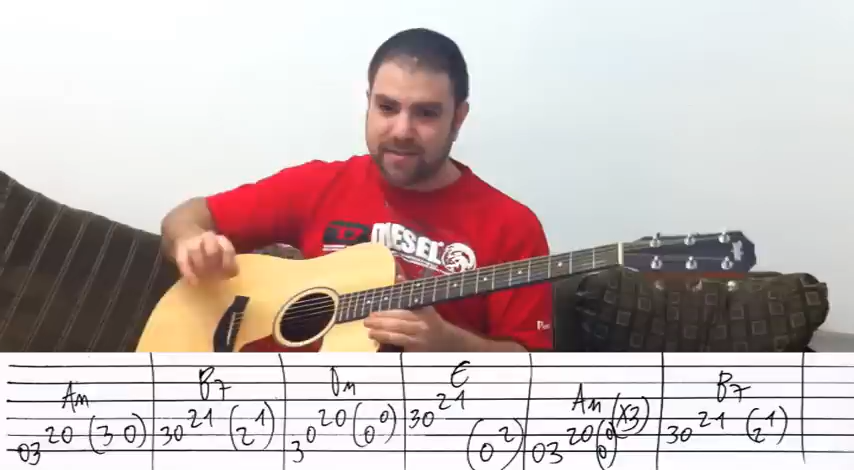 DIESEL
Am B7 Dm E Am B7
03 20 (3 0) 30 21 (2 1) 3 0 20 (0 0) 30 21 (0 2) 03 20 (0 0) (x3) 30 21 (2 1)